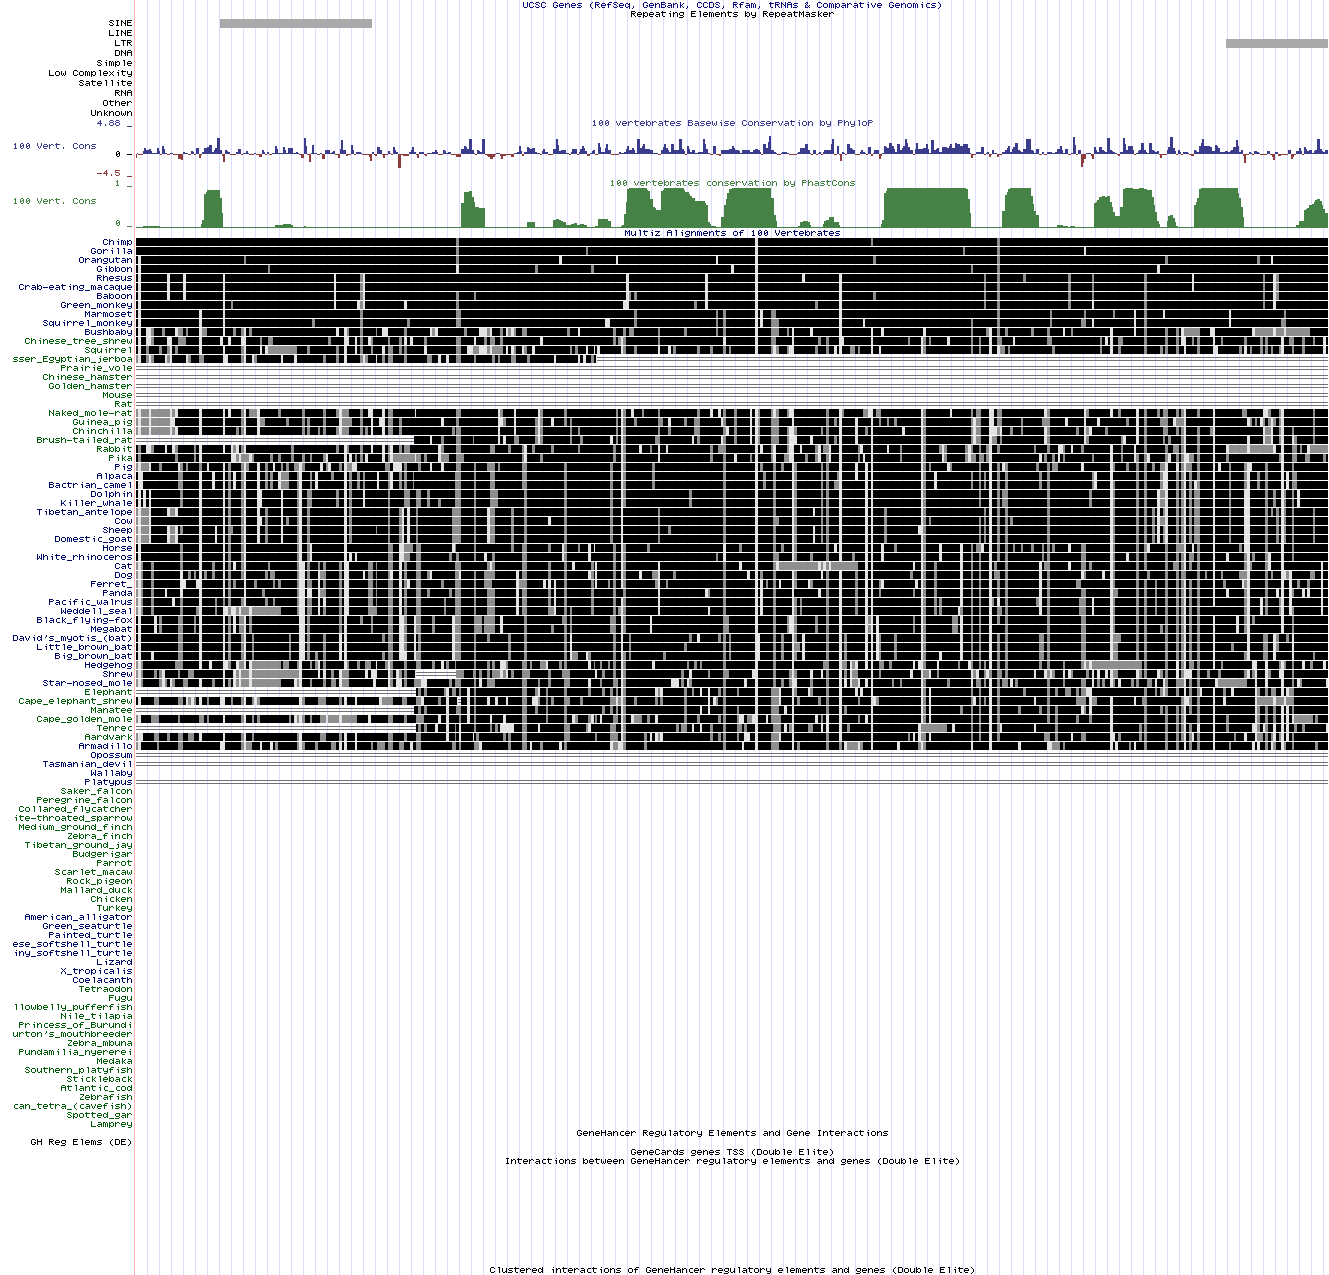 UCSC Genes (RefSeq, GenBank, CCDS, Rfam, tRNAs & Comparative Genomics)
Repeating Elements by RepeatMasker
SINE
LINE
LTR
DNA
Simple
Low Complexity
Satellite
RNA
Other
Unknown
100 vertebrates Basewise Conservation by PhyloP
4.88 _
100 Vert. Cons
0 -
-4.5 _
100 vertebrates conservation by PhastCons
1 _
100 Vert. Cons
0 _
Multiz Alignments of 100 Vertebrates
Chimp
Gorilla
Orangutan
Gibbon
Rhesus
Crab-eating_macaque
Baboon
Green_monkey
Marmoset
Squirrel_monkey
Bushbaby
Chinese_tree_shrew
Squirrel
sser_Egyptian_jerboa
Prairie_vole
Chinese_hamster
Golden_hamster
Mouse
Rat
Naked_mole-rat
Guinea_pig
Chinchilla
Brush-tailed_rat
Rabbit
Pika
Pig
Alpaca
Bactrian_camel
Dolphin
Killer_whale
Tibetan_antelope
Cow
Sheep
Domestic_goat
Horse
White_rhinoceros
Cat
Dog
Ferret_
Panda
Pacific_walrus
Weddell_seal
Black_flying-fox
Megabat
David's_myotis_(bat)
Little_brown_bat
Big_brown_bat
Hedgehog
Shrew
Star-nosed_mole
Elephant
Cape_elephant_shrew
Manatee
Cape_golden_mole
Tenrec
Aardvark
Armadillo
Opossum
Tasmanian_devil
Wallaby
Platypus
Saker_falcon
Peregrine_falcon
Collared_flycatcher
ite-throated_sparrow
Medium_ground_finch
Zebra_finch
Tibetan_ground_jay
Budgerigar
Parrot
Scarlet_macaw
Rock_pigeon
Mallard_duck
Chicken
Turkey
American_alligator
Green_seaturtle
Painted_turtle
ese_softshell_turtle
iny_softshell_turtle
Lizard
X_tropicalis
Coelacanth
Tetraodon
Fugu
llowbelly_pufferfish
Nile_tilapia
Princess_of_Burundi
urton's_mouthbreeder
Zebra_mbuna
Pundamilia_nyererei
Medaka
Southern_platyfish
Stickleback
Atlantic_cod
Zebrafish
can_tetra_(cavefish)
Spotted_gar
Lamprey
GeneHancer Regulatory Elements and Gene Interactions
GH Reg Elems (DE)
GeneCards genes TSS (Double Elite)
Interactions between GeneHancer regulatory elements and genes (Double Elite)
Clustered interactions of GeneHancer regulatory elements and genes (Double Elite)